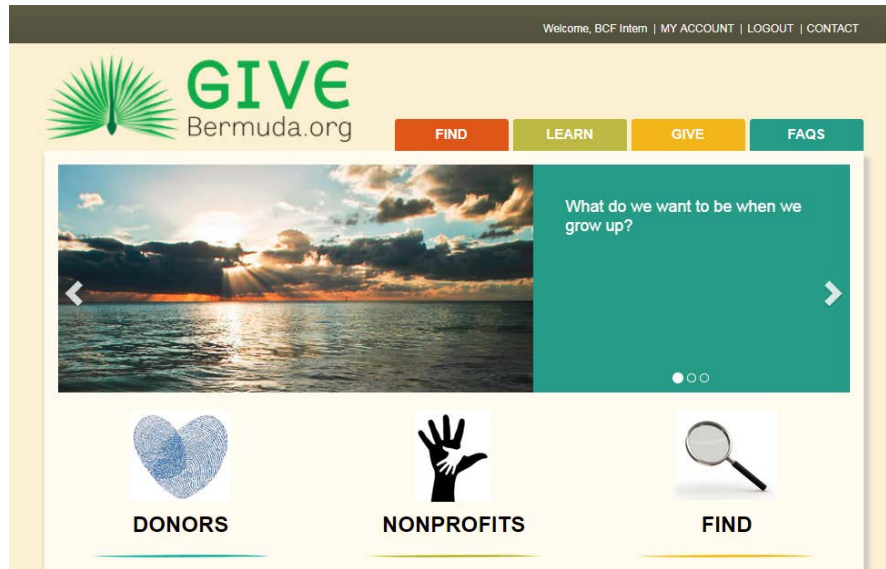 Welcome, BCF Intern | MY ACCOUNT | LOGOUT | CONTACT
GIVE
Bermuda.org
FIND
LEARN
GIVE
FAQS
What do we want to be when we
grow up?
DONORS
NONPROFITS
FIND